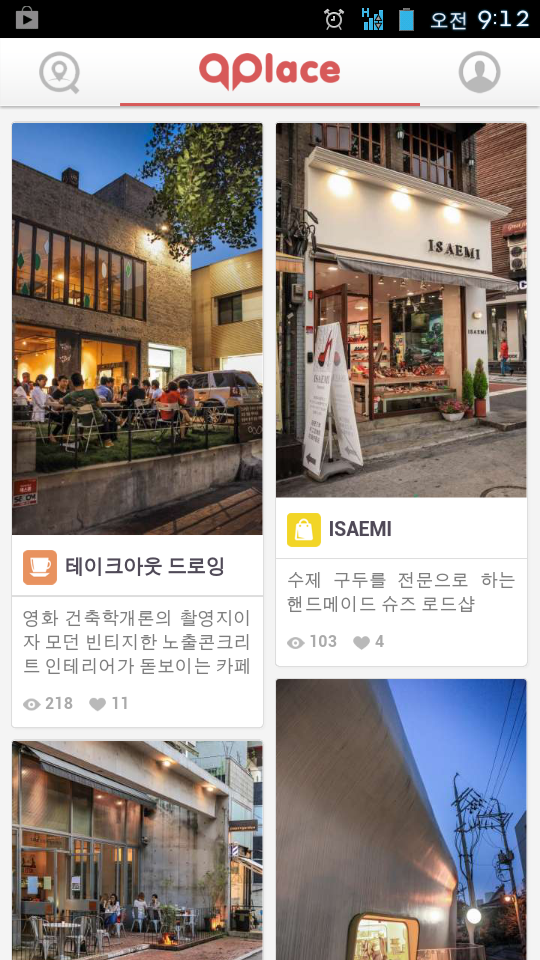 오전 9:12
qplace
테이크아웃 드로잉
영화 건축학개론의 촬영지이
자 모던 빈티지한 노출콘크리
트 인테리어가 돋보이는 카페
218 11
ISAEMI
ISAEMI
ISAEMI
ISAEMI
수제 구두를 전문으로 하는
핸드메이드 슈즈 로드샵
103 4